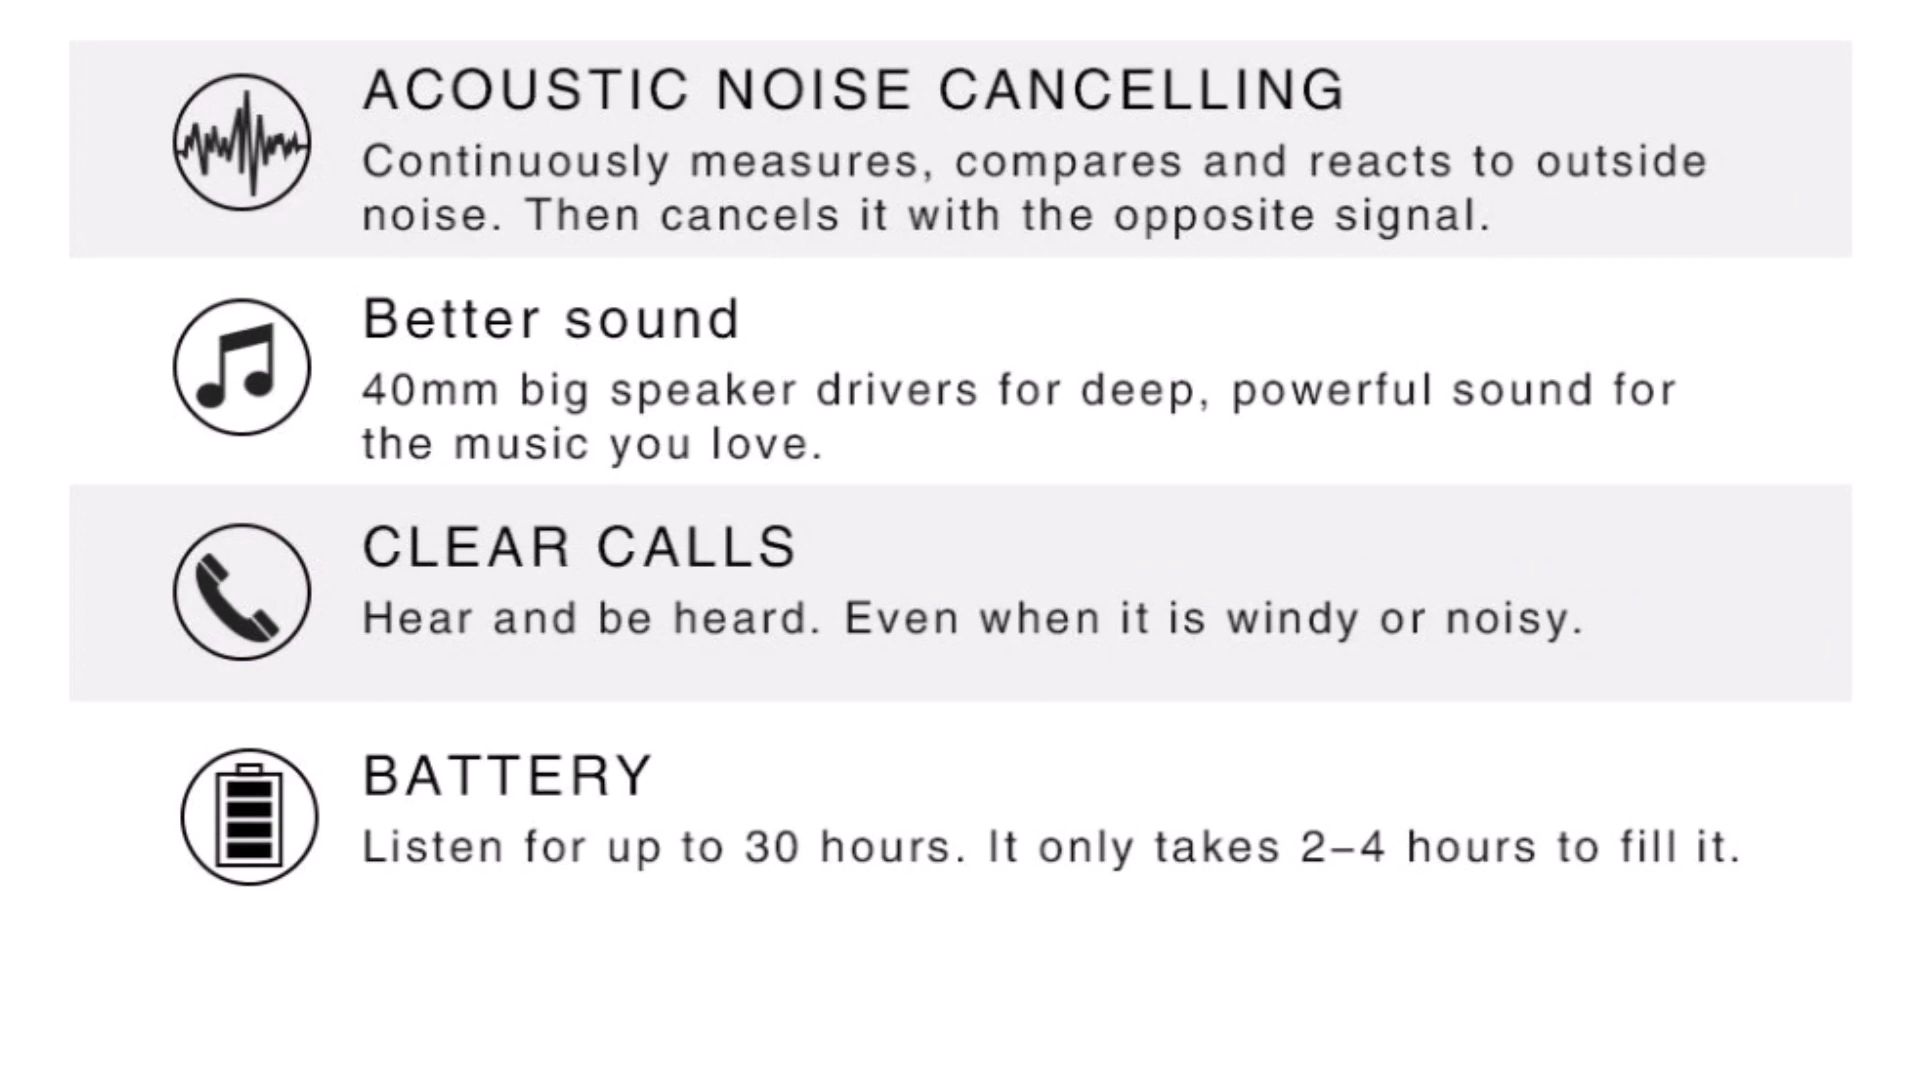 ACOUSTIC NOISE CANCELLING
Continuously measures, compares and reacts to outside
noise. Then cancels it with the opposite signal.
Better sound
40mm big speaker drivers for deep, powerful sound for
the music you love.
CLEAR CALLS
Hear and be heard. Even when it is windy or noisy.
BATTERY
Listen for up to 30 hours. It only takes 2–4 hours to fill it.